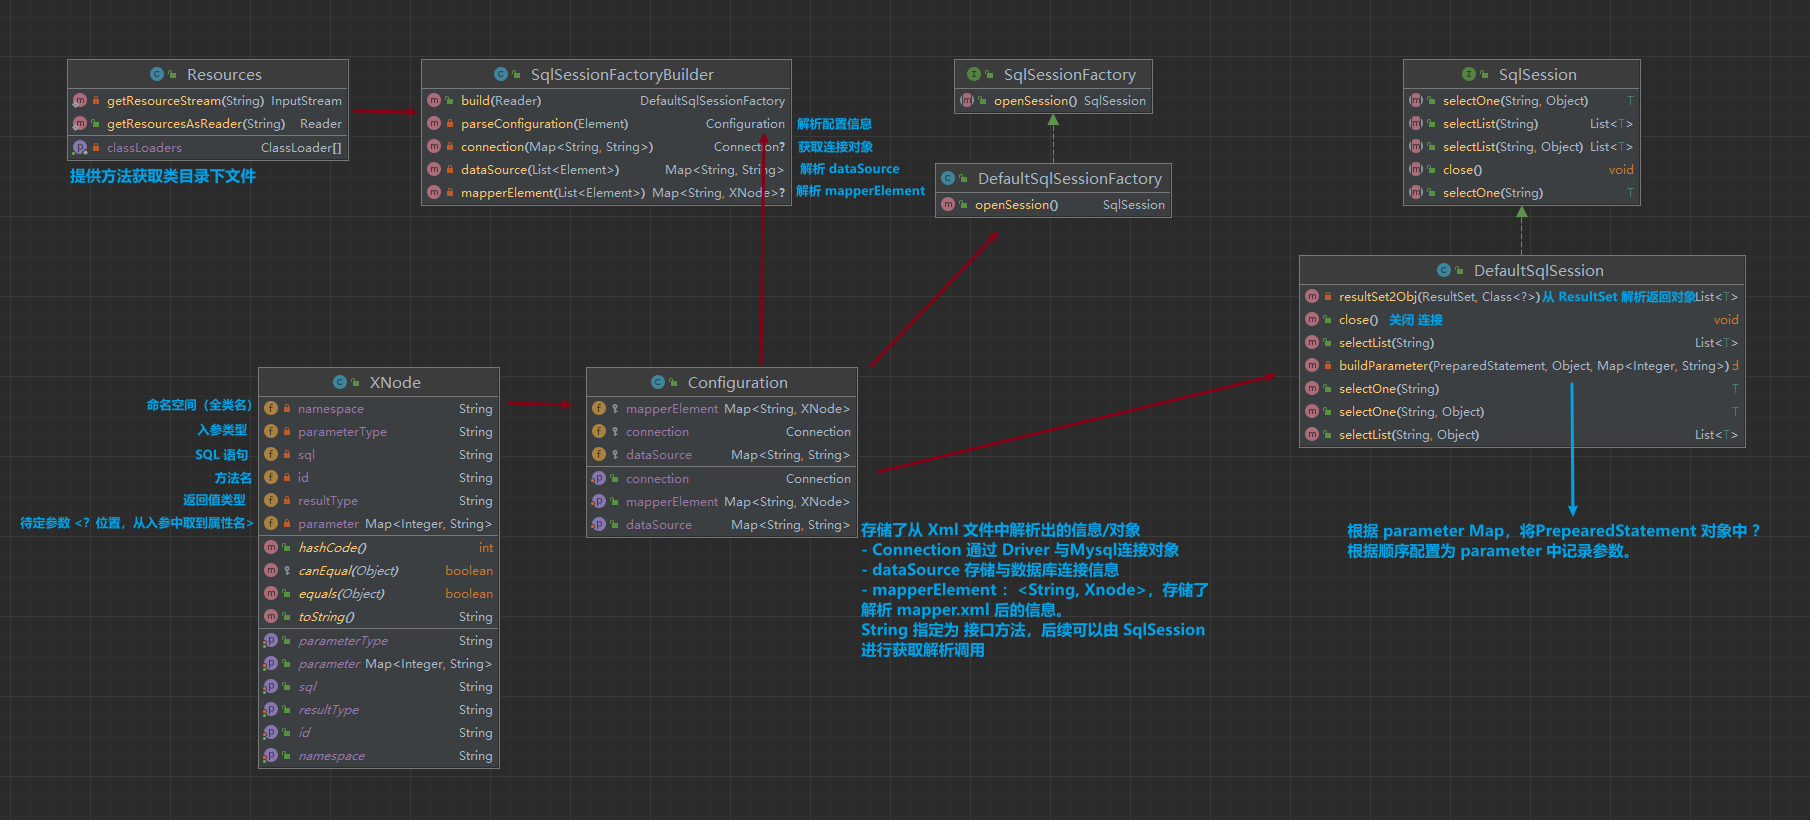 Resources
getResourceStream(String) InputStream
getResourcesAsReader(String) Reader
classLoaders ClassLoader[]
提供方法获取类目录下文件
SqlSessionFactoryBuilder
build(Reader) DefaultSqlSessionFactory
parseConfiguration(Element) Configuration 解析配置信息
connection(Map<String, String>) Connection? 获取连接对象
dataSource(List<Element>) Map<String, String> 解析 dataSource
mapperElement(List<Element>) Map<String, XNode>? 解析 mapperElement
SqlSessionFactory
openSession() SqlSession
DefaultSqlSessionFactory
openSession() SqlSession
SqlSession
selectOne(String, Object) T
selectList(String) List<T>
selectList(String, Object) List<T>
close() void
selectOne(String) T
DefaultSqlSession
resultSet2Obj(ResultSet, Class<?>) 从 ResultSet 解析返回对象 List<T>
close() 关闭 连接 void
selectList(String) List<T>
buildParameter(PreparedStatement, Object, Map<Integer, String>) d
selectOne(String) T
selectOne(String, Object) T
selectList(String, Object) List<T>
根据 parameter Map，将PrepearedStatement 对象中 ?
根据顺序配置为 parameter 中记录参数。
XNode
命名空间（全类名） namespace String
入参类型 parameterType String
SQL 语句 sql String
方法名 id String
返回值类型 resultType String
待定参数 <? 位置，从入参中取到属性名> parameter Map<Integer, String>
hashCode() int
canEqual(Object) boolean
equals(Object) boolean
toString() String
parameterType String
parameter Map<Integer, String>
sql String
resultType String
id String
namespace String
Configuration
mapperElement Map<String, XNode>
connection Connection
dataSource Map<String, String>
connection Connection
mapperElement Map<String, XNode>
dataSource Map<String, String>
存储了从 Xml 文件中解析出的信息/对象
- Connection 通过 Driver 与Mysql连接对象
- dataSource 存储与数据库连接信息
- mapperElement： <String, Xnode>，存储了
解析 mapper.xml 后的信息。
String 指定为 接口方法，后续可以由 SqlSession
进行获取解析调用